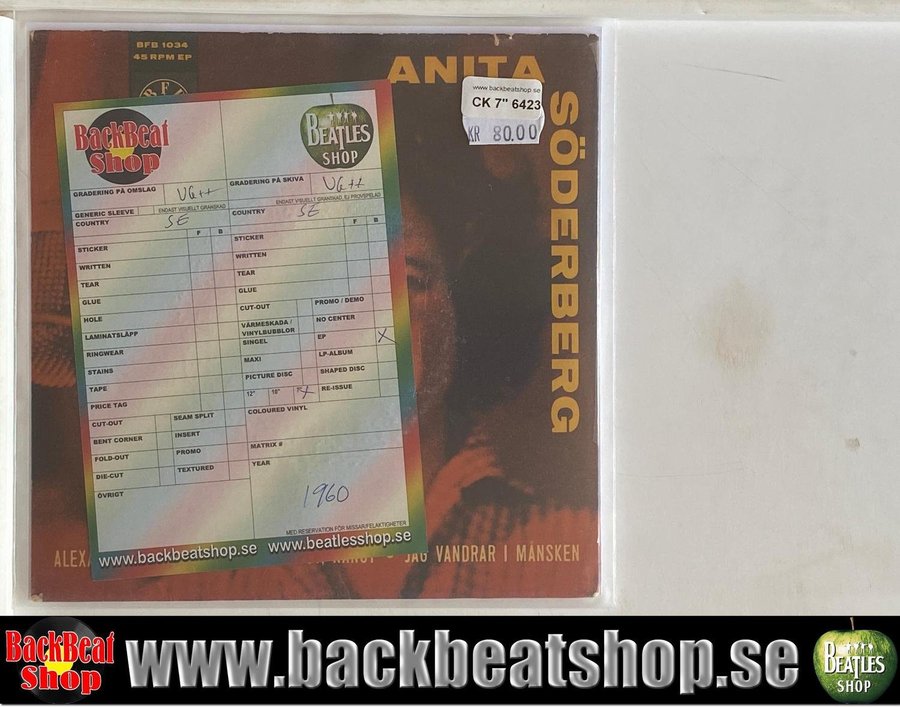 BFB 1034
45 RPM EP
ANITA
SÖDERBERG
www.backbeatshop.se
CK 7" 6423
KR 80.00
BackBeat
Shop
BEATLES
SHOP
GRADERING PÅ OMSLAG VG++
GRADERING PÅ SKIVA VG++
ENDAST VISUELLT GRANSKAD
ENDAST VISUELLT GRANSKAD, EJ PROVSPELAD
GENERIC SLEEVE
COUNTRY SE
F B
STICKER
WRITTEN
TEAR
GLUE
HOLE
LAMINATSLÄPP
RINGWEAR
STAINS
TAPE
PRICE TAG
CUT-OUT
SEAM SPLIT
BENT CORNER
INSERT
FOLD-OUT
PROMO
DIE-CUT
TEXTURED
ÖVRIGT
COUNTRY SE
F B
STICKER
WRITTEN
TEAR
GLUE
CUT-OUT
PROMO / DEMO
VÄRMESKADA /
VINYLBUBBLOR
NO CENTER
SINGEL
EP X
MAXI
LP-ALBUM
PICTURE DISC
SHAPED DISC
12" 10" 7" X
RE-ISSUE
COLOURED VINYL
MATRIX #
YEAR
1960
MED RESERVATION FÖR MISSAR/FELAKTIGHETER
www.backbeatshop.se www.beatlesshop.se
JAG VANDRAR I MÅNSKEN
BackBeat
Shop
www.backbeatshop.se
BEATLES
SHOP